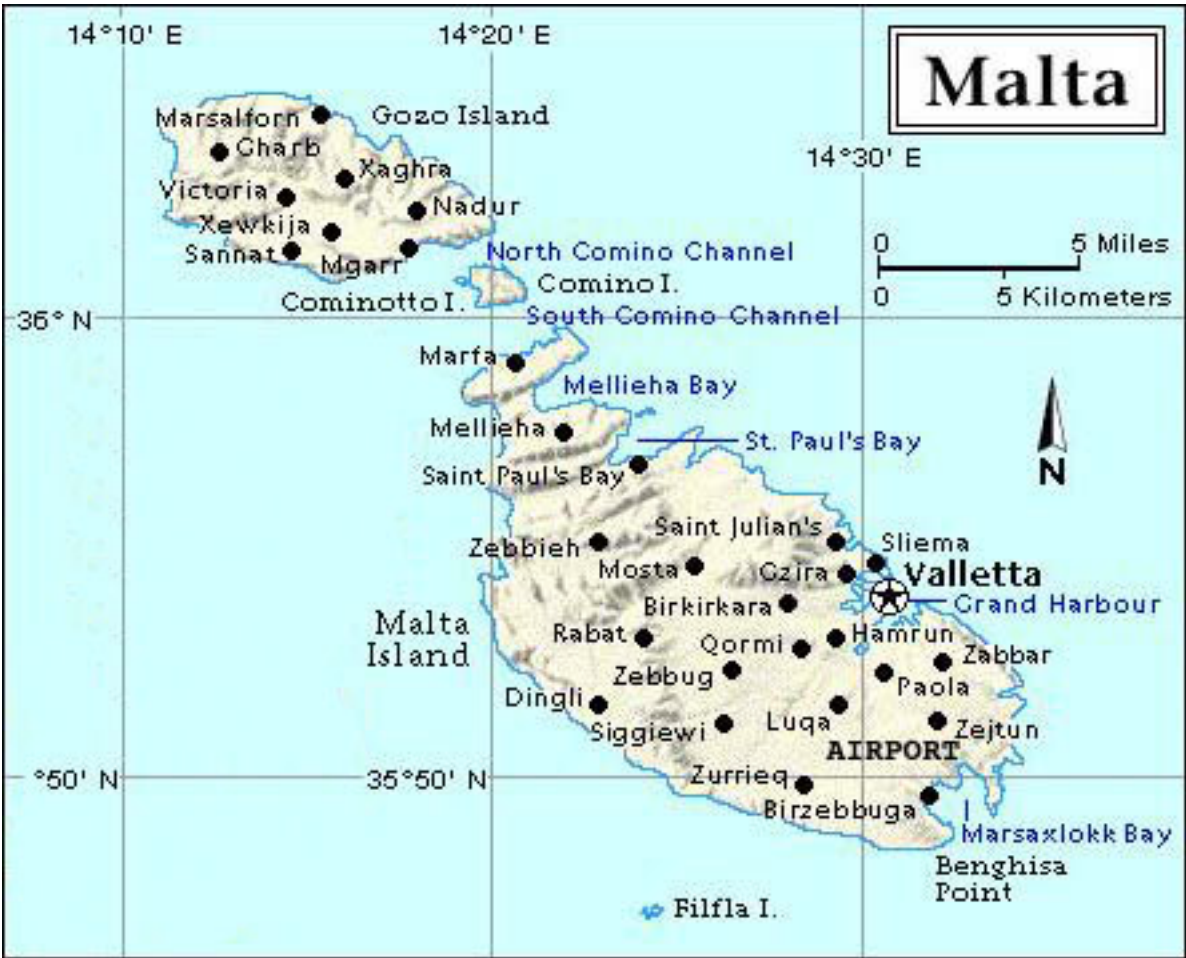 14°10' E
14°20' E
Malta
14°30' E
Marsalforn
Gozo Island
Gharb
Xaghra
Victoria
Nadur
Xewkija
Sannat
Mgarr
North Comino Channel
0 5 Miles
0 5 Kilometers
Comino I.
Cominotto I.
South Comino Channel
36° N
Marfa
Mellieha Bay
Mellieha
St. Paul's Bay
N
Saint Paul's Bay
Saint Julian's
Sliema
Zebbieh
Mosta
Gzira
Valletta
Birkirkara
Grand Harbour
Malta
Island
Rabat
Qormi
Hamrun
Zabbar
Zebbug
Paola
Dingli
Siggiewi
Luqa
Zejtun
AIRPORT
°50' N
35°50' N
Zurrieq
Birzebbuga
Marsaxlokk Bay
Benghisa
Point
Filfla I.